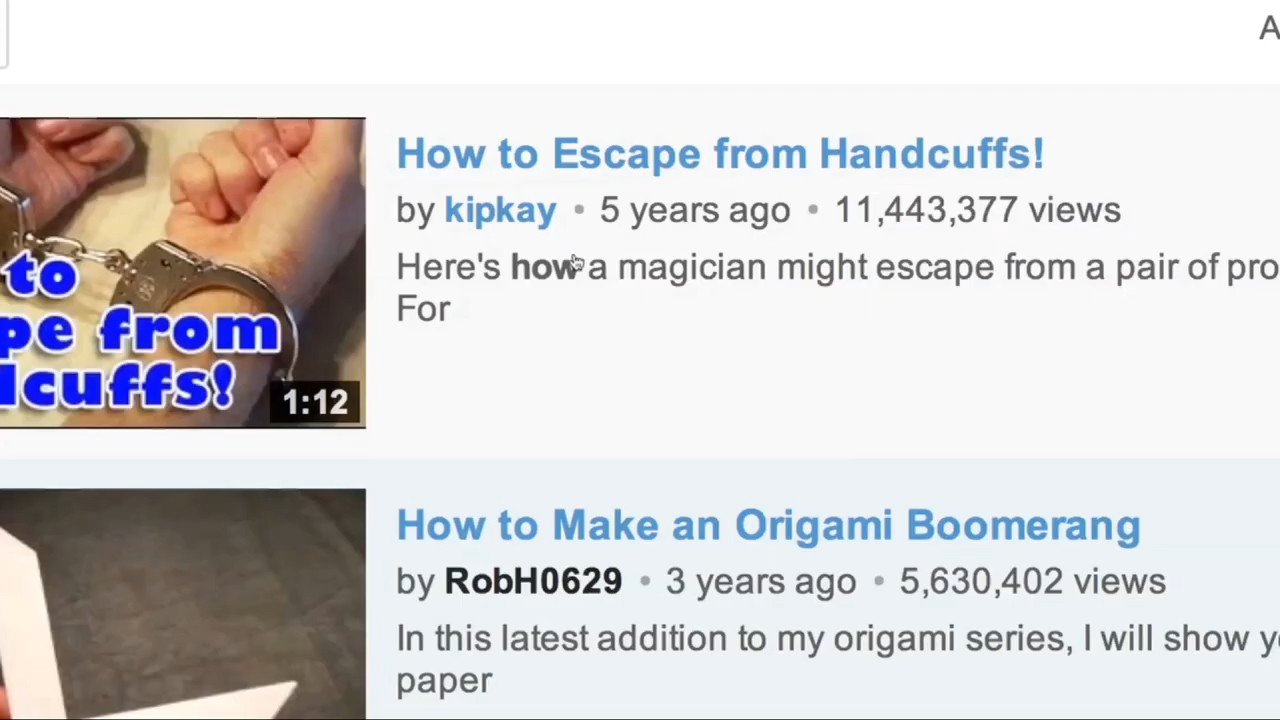 A
How to Escape from Handcuffs!
by kipkay • 5 years ago • 11,443,377 views
Here's how a magician might escape from a pair of pro
For
to
pe from
dcuffs!
1:12
How to Make an Origami Boomerang
by RobH0629 • 3 years ago • 5,630,402 views
In this latest addition to my origami series, I will show y
paper